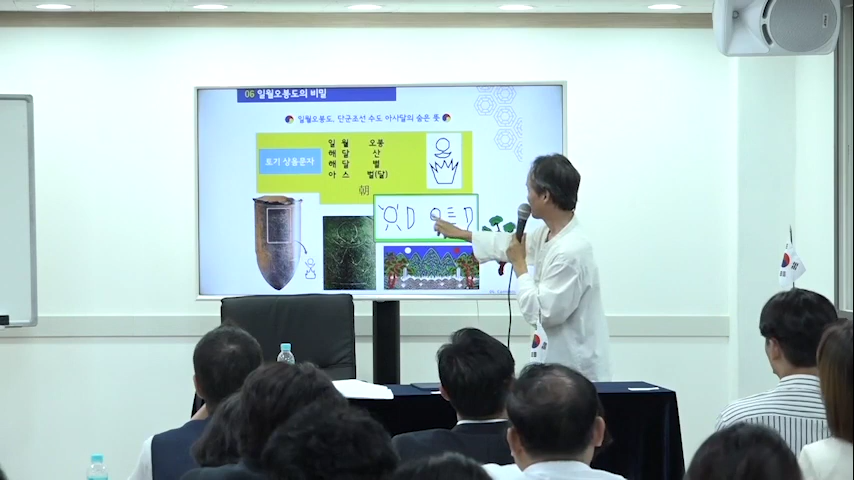 06 일월오봉도의 비밀
일월오봉도, 단군조선 수도 아사달의 숨은 뜻
토기 상음문자
일 월 오봉
해 달 산
해 달 별
아 스 벌(달)
朝